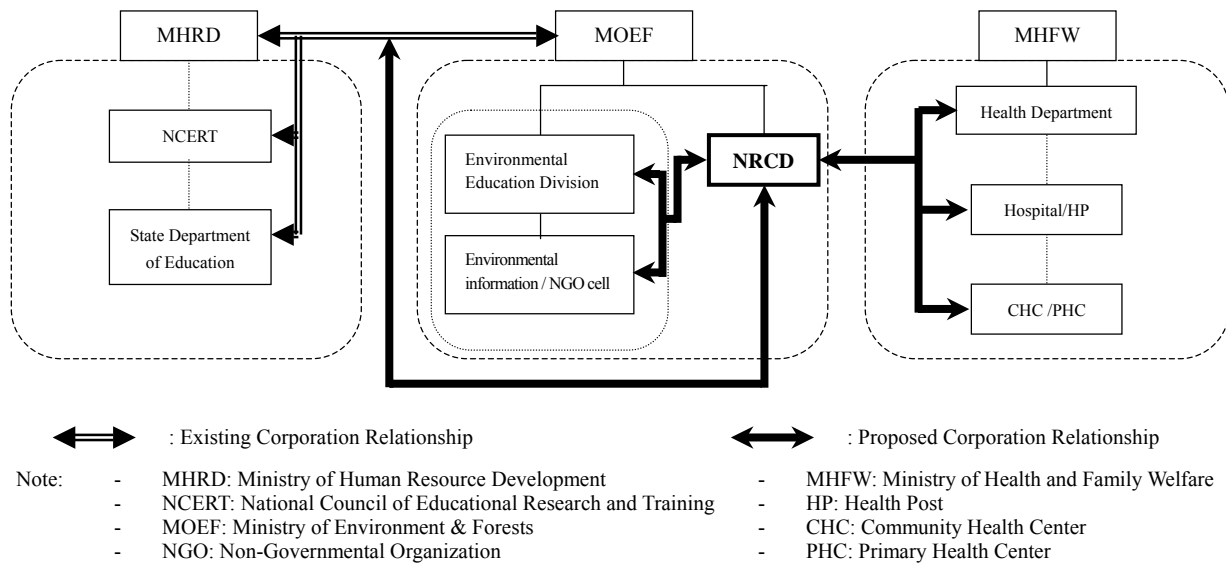 MHRD
MOEF
MHFW
NCERT
State Department
of Education
Environmental
Education Division
Environmental
information / NGO cell
NRCD
Health Department
Hospital/HP
CHC /PHC
: Existing Corporation Relationship
: Proposed Corporation Relationship
Note:
- MHRD: Ministry of Human Resource Development
- NCERT: National Council of Educational Research and Training
- MOEF: Ministry of Environment & Forests
- NGO: Non-Governmental Organization
- MHFW: Ministry of Health and Family Welfare
- HP: Health Post
- CHC: Community Health Center
- PHC: Primary Health Center